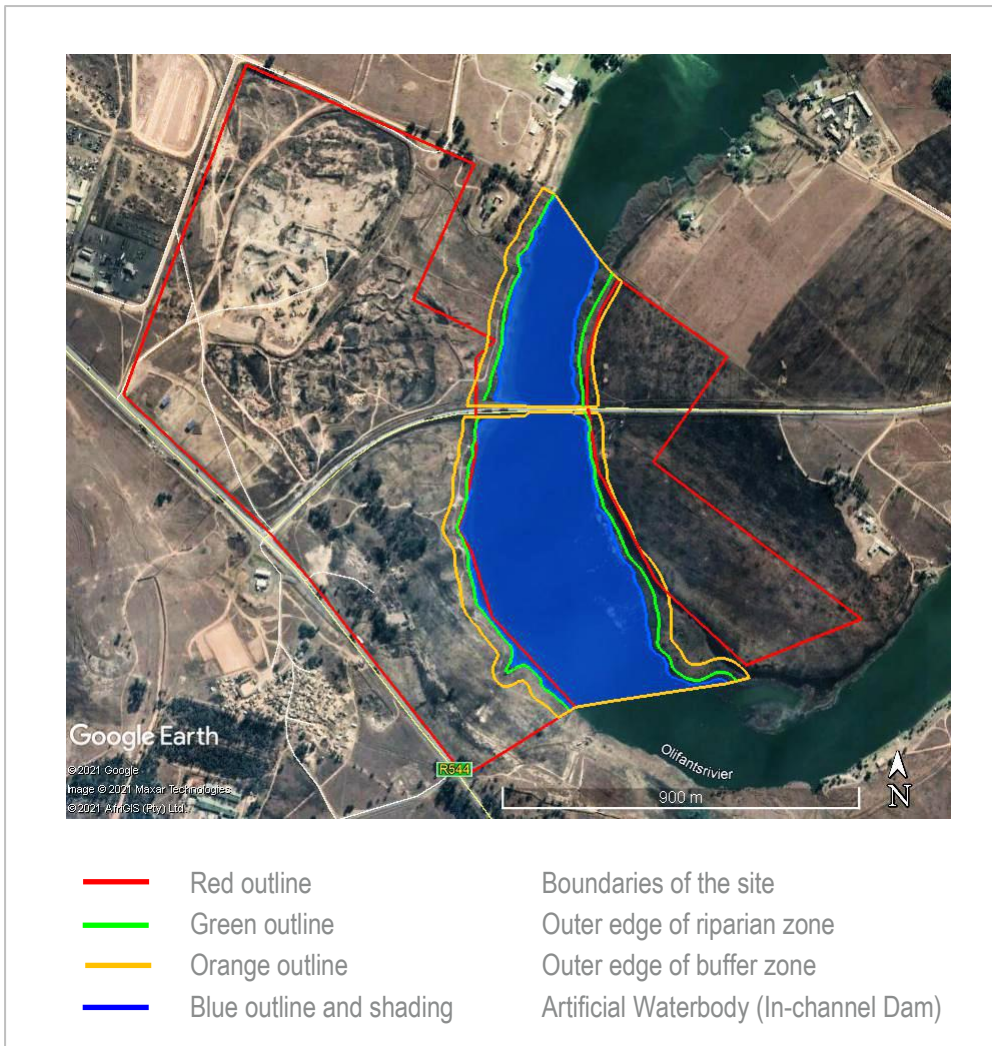 Google Earth
© 2021 Google
Image © 2021 Maxar Technologies
© 2021 AfriGIS (Pty) Ltd.
R544
Olifantsrivier
900 m
N
Red outline Boundaries of the site
Green outline Outer edge of riparian zone
Orange outline Outer edge of buffer zone
Blue outline and shading Artificial Waterbody (In-channel Dam)